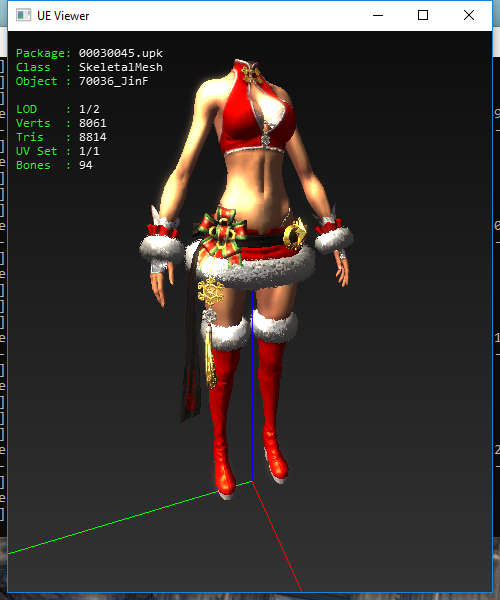 UE Viewer
Package: 00030045.upk
Class : SkeletalMesh
Object : 70036_JinF
LOD : 1/2
Verts : 8061
Tris : 8814
UV Set : 1/1
Bones : 94